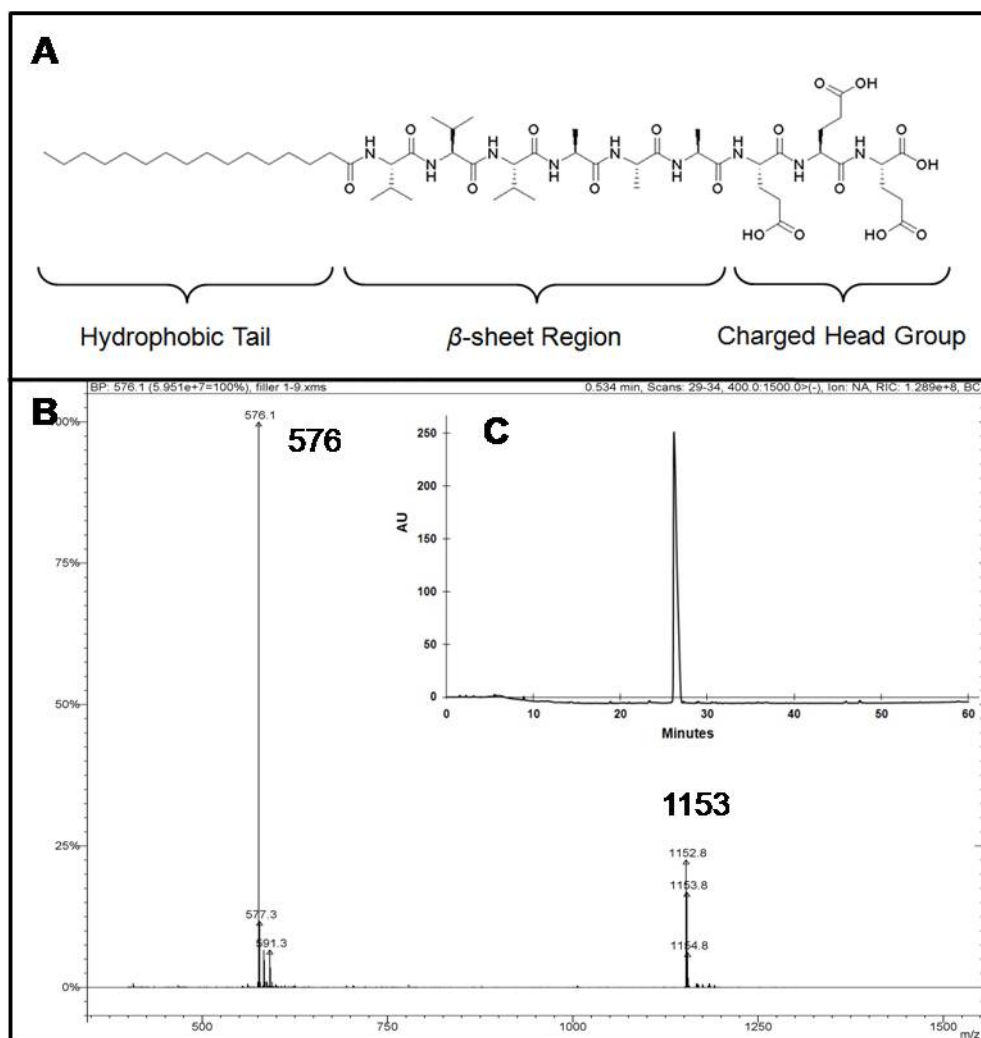 A
O
OH
O
O
O
O
O
O
O
O
O
OH
N
H
H
N
N
H
H
N
N
H
H
N
N
H
H
N
N
H
HO
O
HO
O
Hydrophobic Tail
β-sheet Region
Charged Head Group
BP: 576.1 (5.951e+7=100%), filler 1-9.xms
0.534 min, Scans: 29-34, 400.0:1500.0>(-), Ion: NA, RIC: 1.289e+8, BC
B
576.1
576
C
250
200
150
100
50
0
AU
0
10
20
30
40
50
60
Minutes
75%
50%
25%
0%
1153
1152.8
1153.8
1154.8
577.3
591.3
500
750
1000
1250
1500
m/z